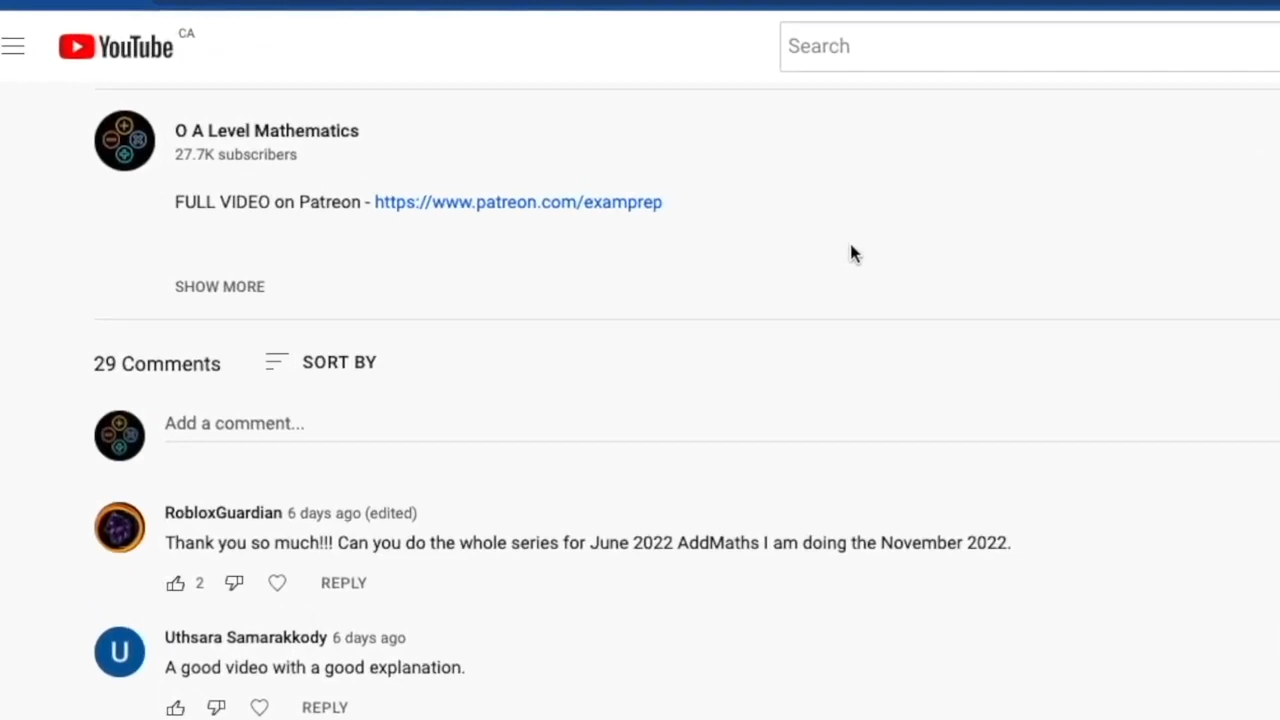 YouTube CA
Search
O A Level Mathematics
27.7K subscribers
FULL VIDEO on Patreon - https://www.patreon.com/examprep
SHOW MORE
29 Comments SORT BY
Add a comment...
RobloxGuardian 6 days ago (edited)
Thank you so much!!! Can you do the whole series for June 2022 AddMaths I am doing the November 2022.
2 REPLY
U
Uthsara Samarakkody 6 days ago
A good video with a good explanation.
REPLY